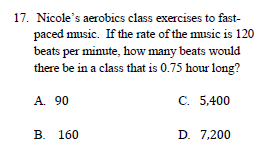 17. Nicole's aerobics class exercises to fast-
paced music. If the rate of the music is 120
beats per minute, how many beats would
there be in a class that is 0.75 hour long?
A. 90 C. 5,400
B. 160 D. 7,200